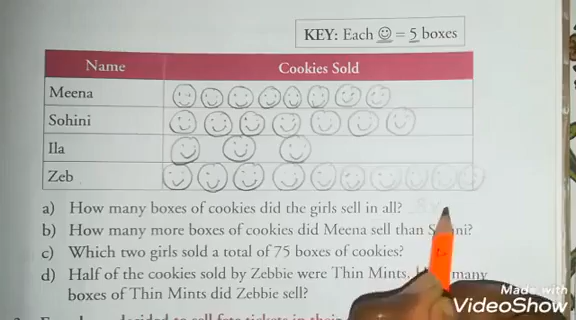 KEY: Each = 5 boxes
Name Cookies Sold
Meena
Sohini
Ila
Zeb
a) How many boxes of cookies did the girls sell in all?
b) How many more boxes of cookies did Meena sell than
c) Which two girls sold a total of 75 boxes of cookies?
d) Half of the cookies sold by Zebbie were Thin Mints. many
boxes of Thin Mints did Zebbie sell?
Made with
VideoShow